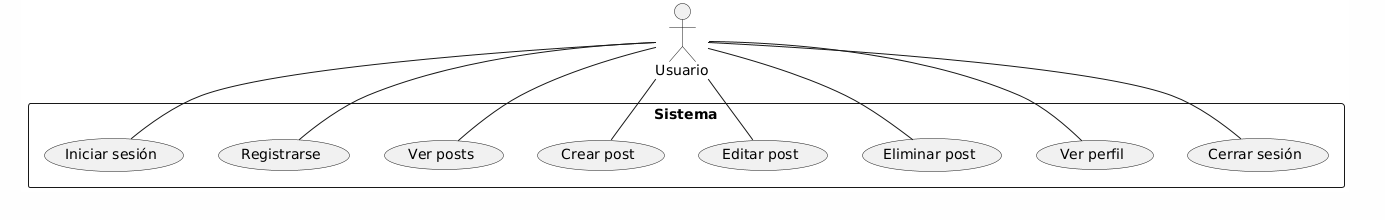 Usuario
Sistema
Iniciar sesión
Registrarse
Ver posts
Crear post
Editar post
Eliminar post
Ver perfil
Cerrar sesión